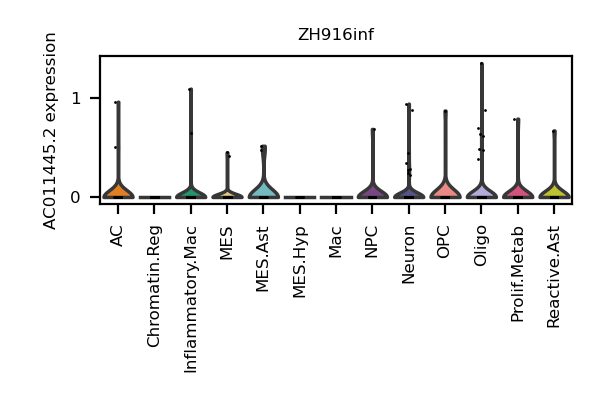 ZH916inf
AC011445.2 expression
1
0
AC
Chromatin.Reg
Inflammatory.Mac
MES
MES.Ast
MES.Hyp
Mac
NPC
Neuron
OPC
Oligo
Prolif.Metab
Reactive.Ast